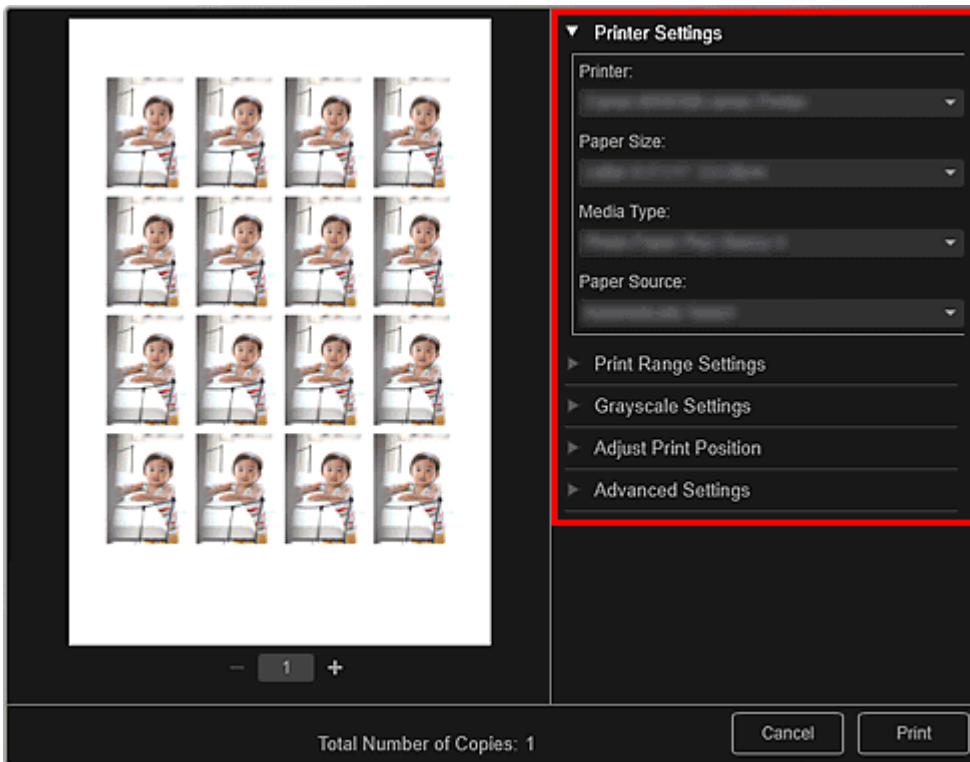 Printer Settings
Printer:
Paper Size:
Media Type:
Paper Source:
Print Range Settings
Grayscale Settings
Adjust Print Position
Advanced Settings
1
Total Number of Copies: 1
Cancel
Print